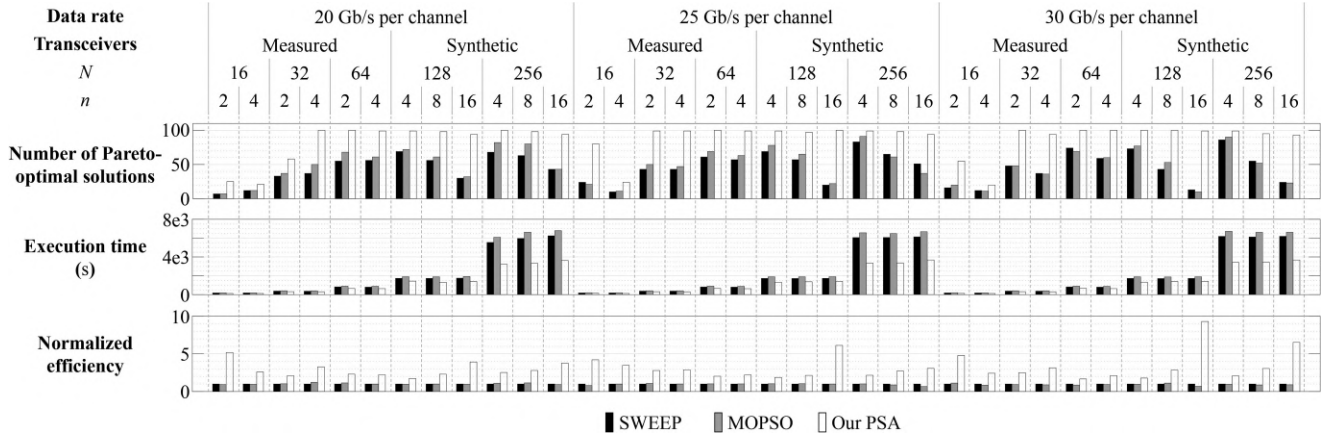 Data rate 20 Gb/s per channel 25 Gb/s per channel 30 Gb/s per channel
Transceivers Measured Synthetic Measured Synthetic Measured Synthetic
N 16 32 64 128 256 16 32 64 128 256 16 32 64 128 256
n 2 4 2 4 2 4 4 8 16 4 8 16 2 4 2 4 2 4 4 8 16 4 8 16 2 4 2 4 2 4 4 8 16 4 8 16
100
Number of Pareto-
optimal solutions
50
0
8e3
Execution time
(s)
4e3
0
10
Normalized
efficiency
5
0
SWEEP MOPSO Our PSA